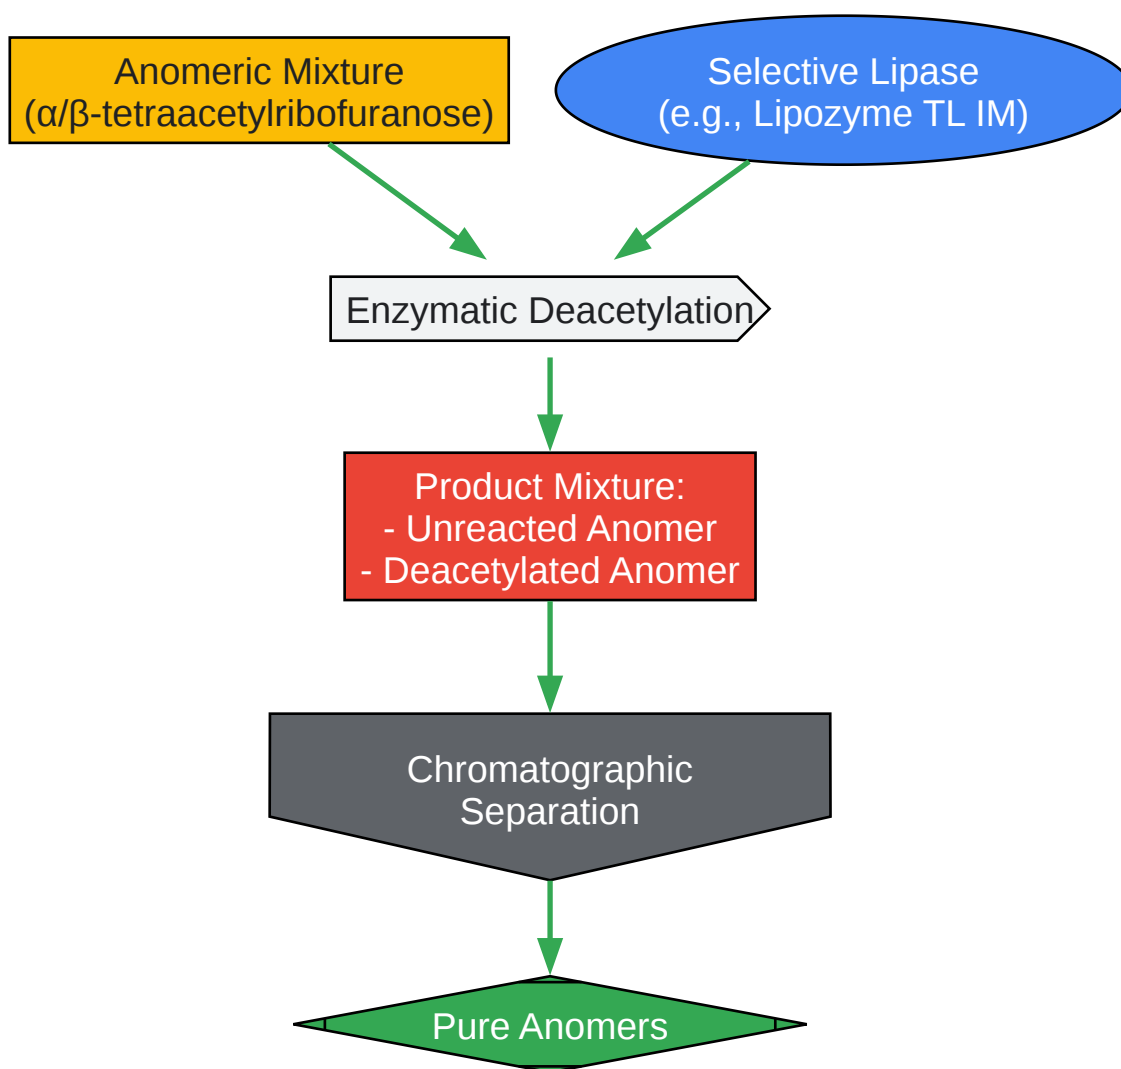 Anomeric Mixture
(α/β-tetraacetylribofuranose)
Selective Lipase
(e.g., Lipozyme TL IM)
Enzymatic Deacetylation
Product Mixture:
- Unreacted Anomer
- Deacetylated Anomer
Chromatographic
Separation
Pure Anomers